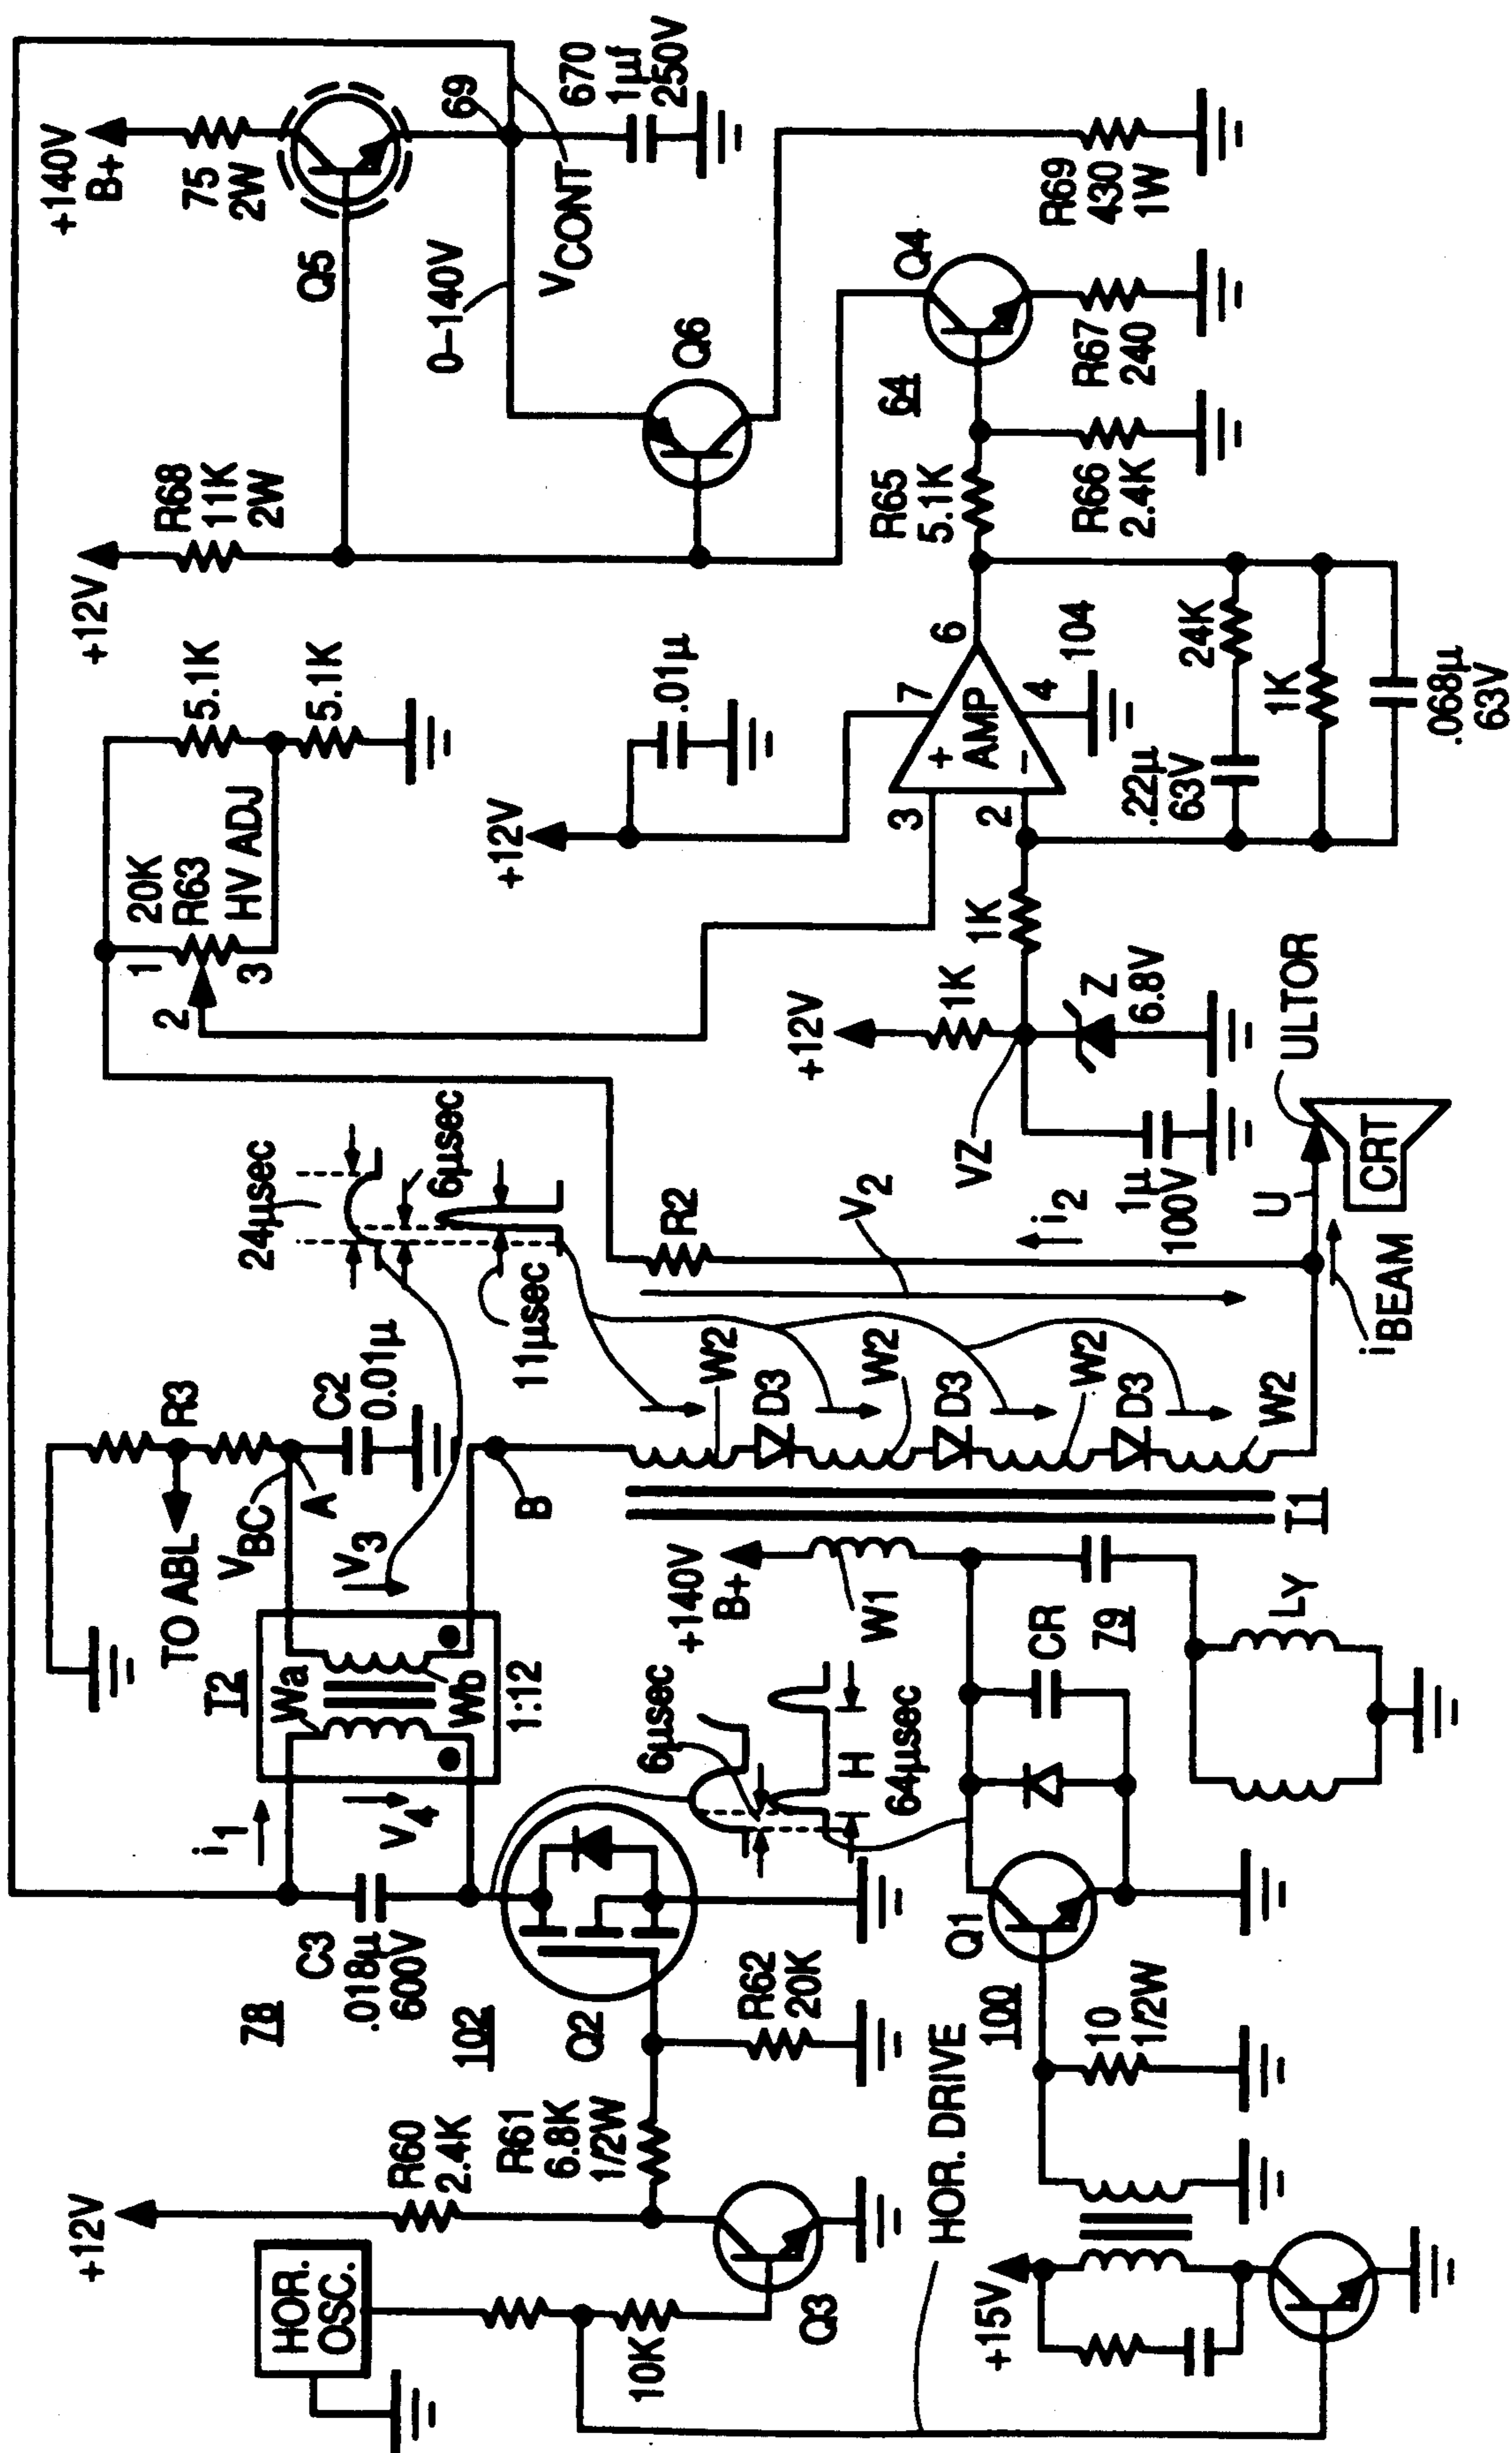 +12V
HOR.
OSC.
R60
2.4K
R61
6.8K
1/2W
10K
Q3
78
C3
.018µ
600V
102
Q2
R62
20K
i1
V4
T2
Wa
Wb
1:12
V3
TO ABL
VBC
A
R3
C2
0.01µ
B
24µsec
6µsec
11µsec
6µsec
H
64µsec
HOR. DRIVE
+15V
100
10
1/2W
Q1
CR
79
LY
+140V
B+
W1
T1
W2
D3
W2
D3
W2
D3
W2
R2
V2
i2
iBEAM
U
CRT
ULTOR
VZ
1µ
100V
+12V
1K
Z
6.8V
1K
1
2
3
20K
R63
HV ADJ
5.1K
5.1K
+12V
.01µ
3
2
7
6
4
+
AMP
–
104
.22µ
63V
24K
1K
.068µ
63V
+12V
R68
11K
2W
R65
5.1K
R66
2.4K
64
Q4
R67
240
R69
430
1W
Q6
0–140V
VCONT
Q5
+140V
B+
75
2W
69
670
1µf
250V